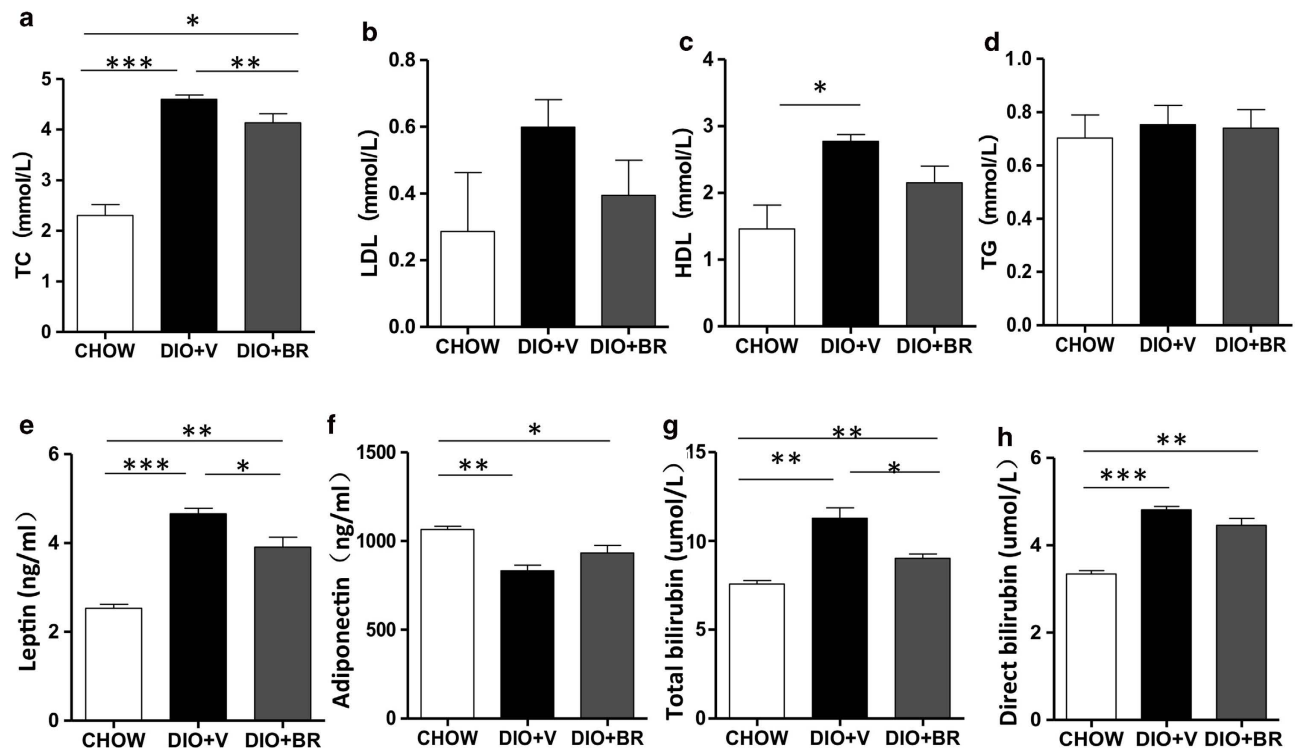 a
*
*** **
TC (mmol/L)
5
4
3
2
1
0
CHOW DIO+V DIO+BR
b
LDL (mmol/L)
0.8
0.6
0.4
0.2
0.0
CHOW DIO+V DIO+BR
c
*
HDL (mmol/L)
4
3
2
1
0
CHOW DIO+V DIO+BR
d
TG (mmol/L)
1.0
0.8
0.6
0.4
0.2
0.0
CHOW DIO+V DIO+BR
e
**
*** *
Leptin (ng/ml)
6
4
2
0
CHOW DIO+V DIO+BR
f
*
**
Adiponectin (ng/ml)
1500
1000
500
0
CHOW DIO+V DIO+BR
g
**
** *
Total bilirubin (umol/L)
15
10
5
0
CHOW DIO+V DIO+BR
h
**
***
Direct bilirubin (umol/L)
6
4
2
0
CHOW DIO+V DIO+BR